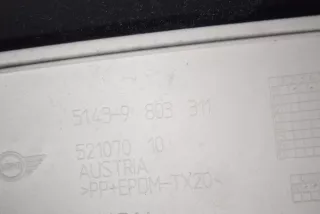 5149-9 803 311
521070 10
AUSTRIA
>PP+EPDM-TX20<